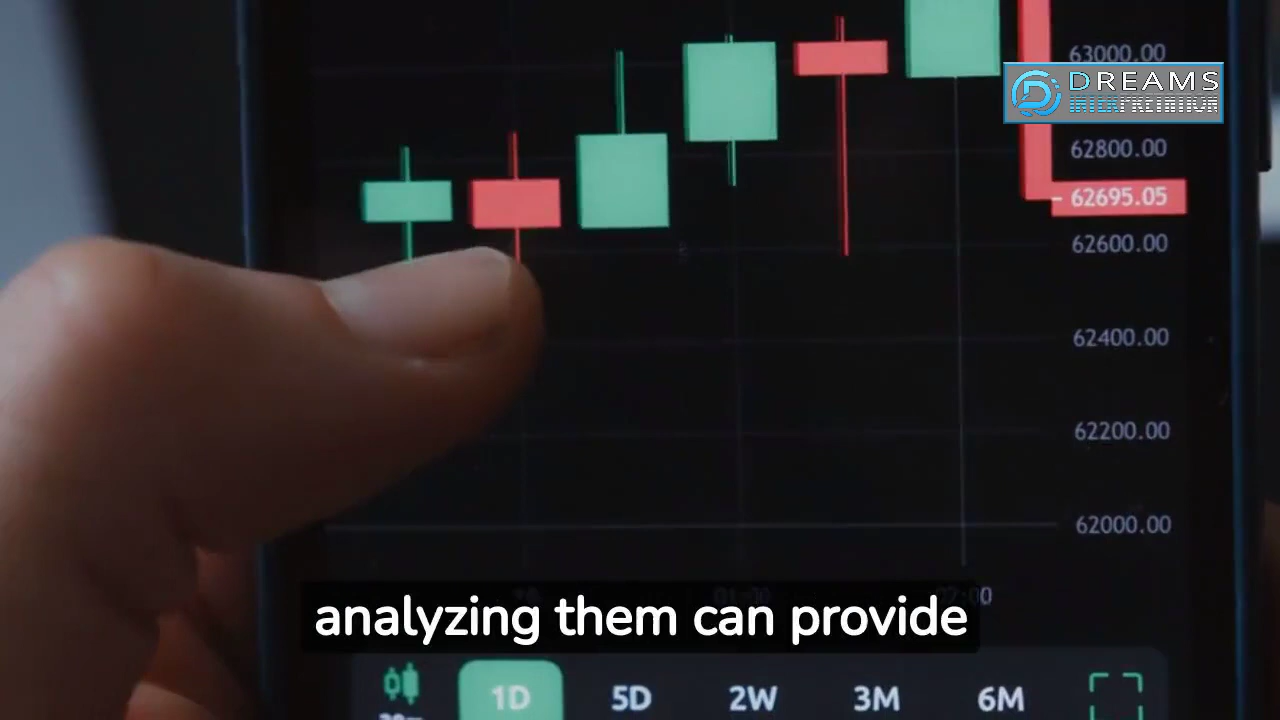 63000.00
DREAMS
INTERPRETATION
62800.00
62695.05
62600.00
62400.00
62200.00
62000.00
analyzing them can provide
1D 5D 2W 3M 6M